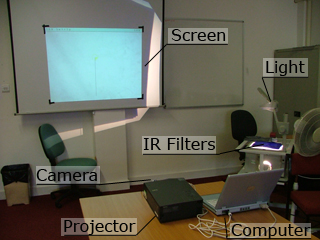 Screen
Light
IR Filters
Camera
Projector
Computer